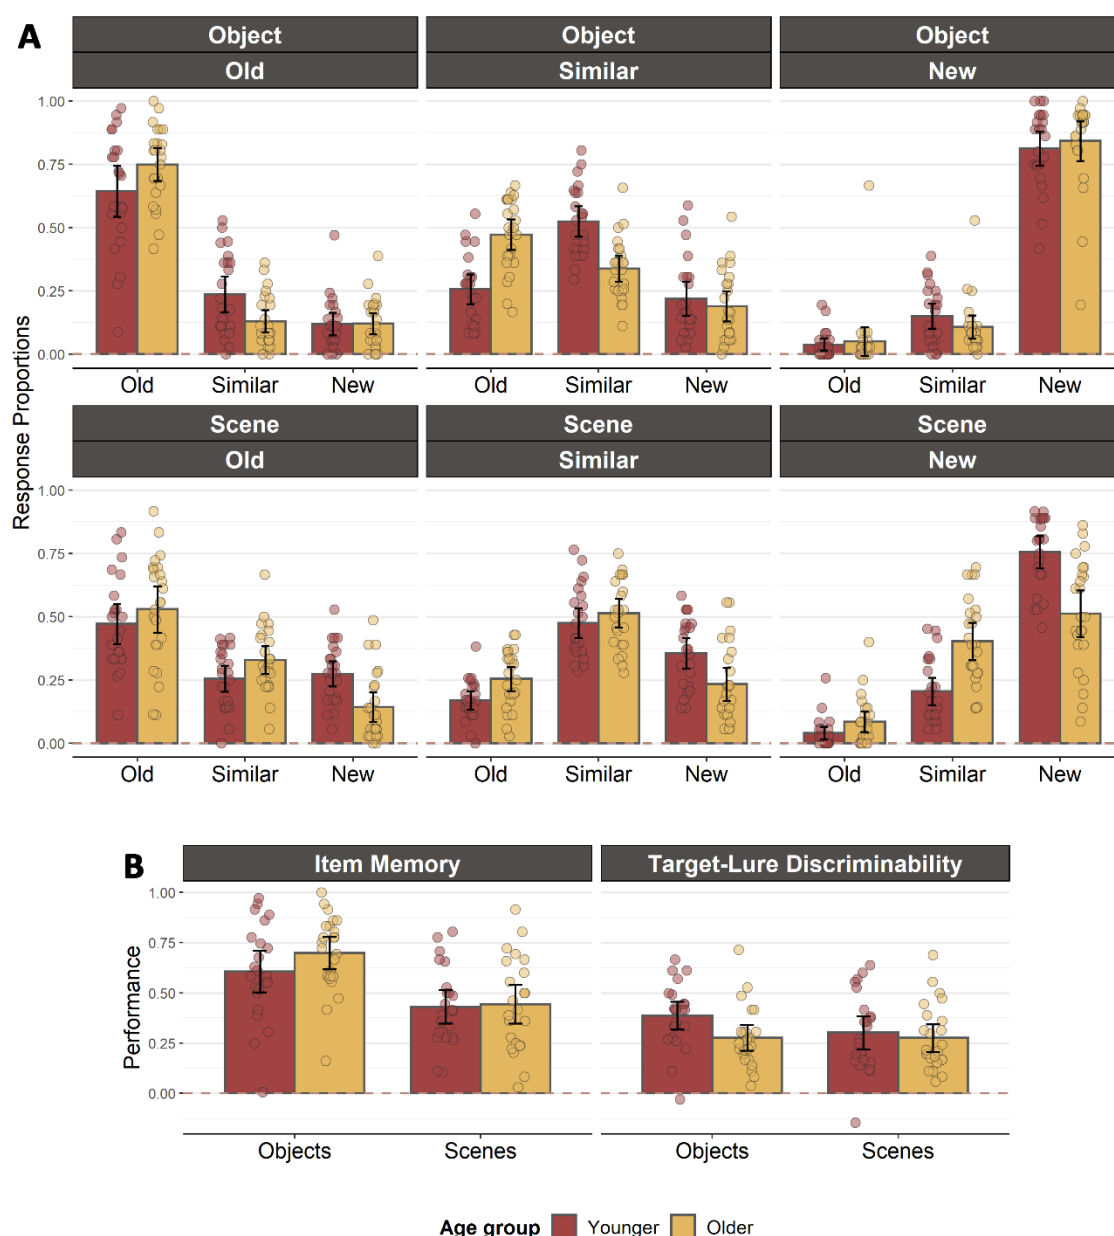 A
Object Object Object
Old Similar New
1.00
0.75
0.50
0.25
0.00
Old Similar New Old Similar New Old Similar New
Response Proportions
Scene Scene Scene
Old Similar New
1.00
0.75
0.50
0.25
0.00
Old Similar New Old Similar New Old Similar New
B
Item Memory Target-Lure Discriminability
1.00
0.75
0.50
0.25
0.00
Performance
Objects Scenes Objects Scenes
Age group Younger Older